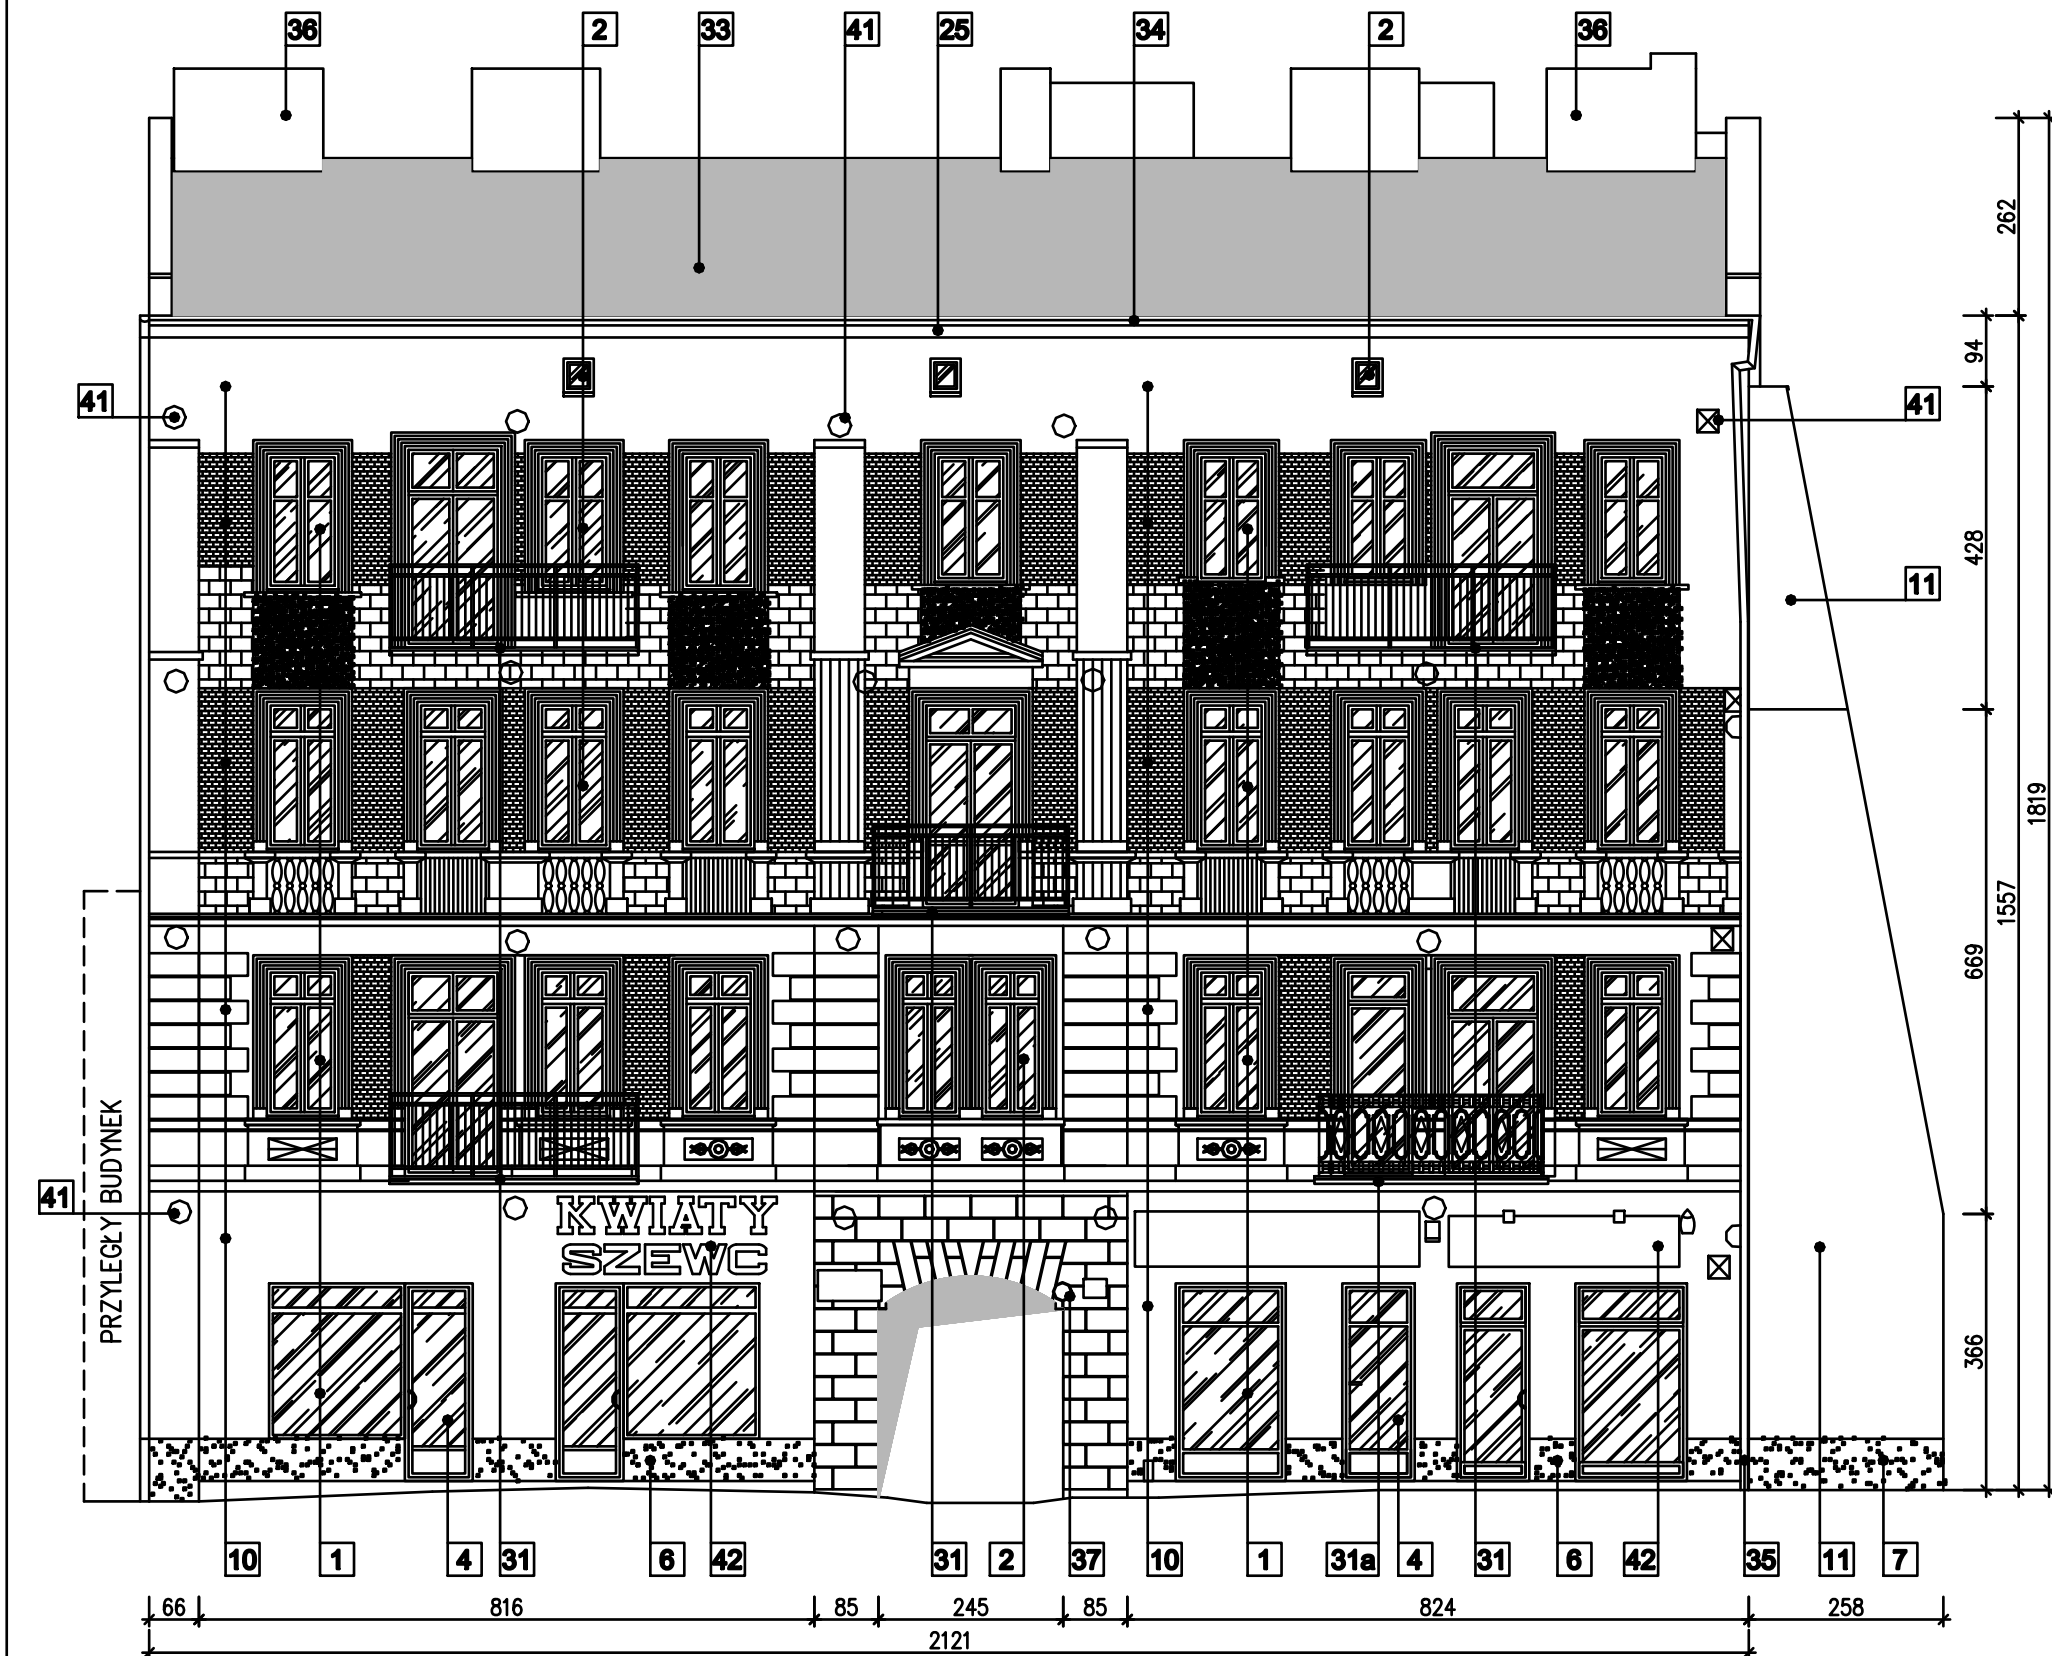 36 2 33 41 25 34 2 36
262
94
41 41
428
11
1819
1557
669
PRZYLEGŁY BUDYNEK
41
KWIATY
SZEWC
366
10 1 4 31 6 42 31 2 37 10 1 31a 4 31 6 42 35 11 7
66 816 85 245 85 824 258
2121